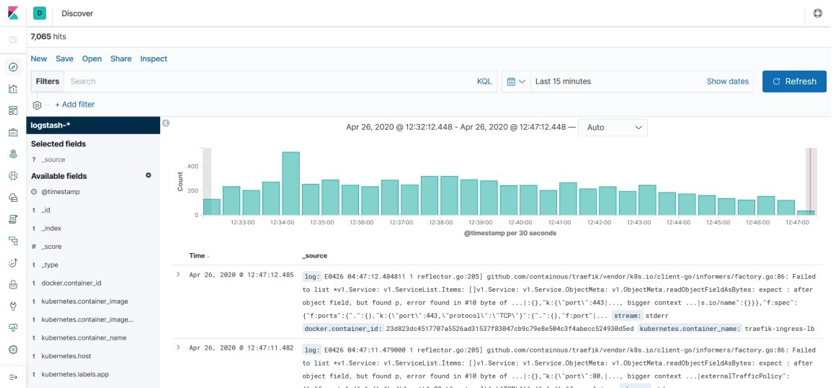 D Discover
7,065 hits
New Save Open Share Inspect
Filters Search KQL Last 15 minutes Show dates Refresh
+ Add filter
logstash-*
Selected fields
? _source
Available fields
@timestamp
t _id
t _index
# _score
t _type
t docker.container_id
t kubernetes.container_image
t kubernetes.container_image...
t kubernetes.container_name
t kubernetes.host
t kubernetes.labels.app
Apr 26, 2020 @ 12:32:12.448 - Apr 26, 2020 @ 12:47:12.448 — Auto
Count
400
200
0
12:33:00 12:34:00 12:35:00 12:36:00 12:37:00 12:38:00 12:39:00 12:40:00 12:41:00 12:42:00 12:43:00 12:44:00 12:45:00 12:46:00 12:47:00
@timestamp per 30 seconds
Time _source
Apr 26, 2020 @ 12:47:12.485 log: E0426 04:47:12.484811 1 reflector.go:205] github.com/containous/traefik/vendor/k8s.io/client-go/informers/factory.go:86: Failed
to list *v1.Service: v1.ServiceList.Items: []v1.Service: v1.Service.ObjectMeta: v1.ObjectMeta.readObjectFieldAsBytes: expect : after
object field, but found p, error found in #10 byte of ...|:{},"k:{\"port\":443|..., bigger context ...|s.io/name":{}}},"f:spec":
{"f:ports":{".":{},"k:{\"port\":443,\"protocol\":\"TCP\"}":{".":{},"f:port"|... stream: stderr
docker.container_id: 23d823dc4517707a5526ad31537f83047cb9c79e8e504c3f4abecc524930d5ed kubernetes.container_name: traefik-ingress-lb
Apr 26, 2020 @ 12:47:11.482 log: E0426 04:47:11.479000 1 reflector.go:205] github.com/containous/traefik/vendor/k8s.io/client-go/informers/factory.go:86: Failed
to list *v1.Service: v1.ServiceList.Items: []v1.Service: v1.Service.ObjectMeta: v1.ObjectMeta.readObjectFieldAsBytes: expect : after
object field, but found p, error found in #10 byte of ...|:{},"k:{\"port\":80,|..., bigger context ...|externalTrafficPolicy":